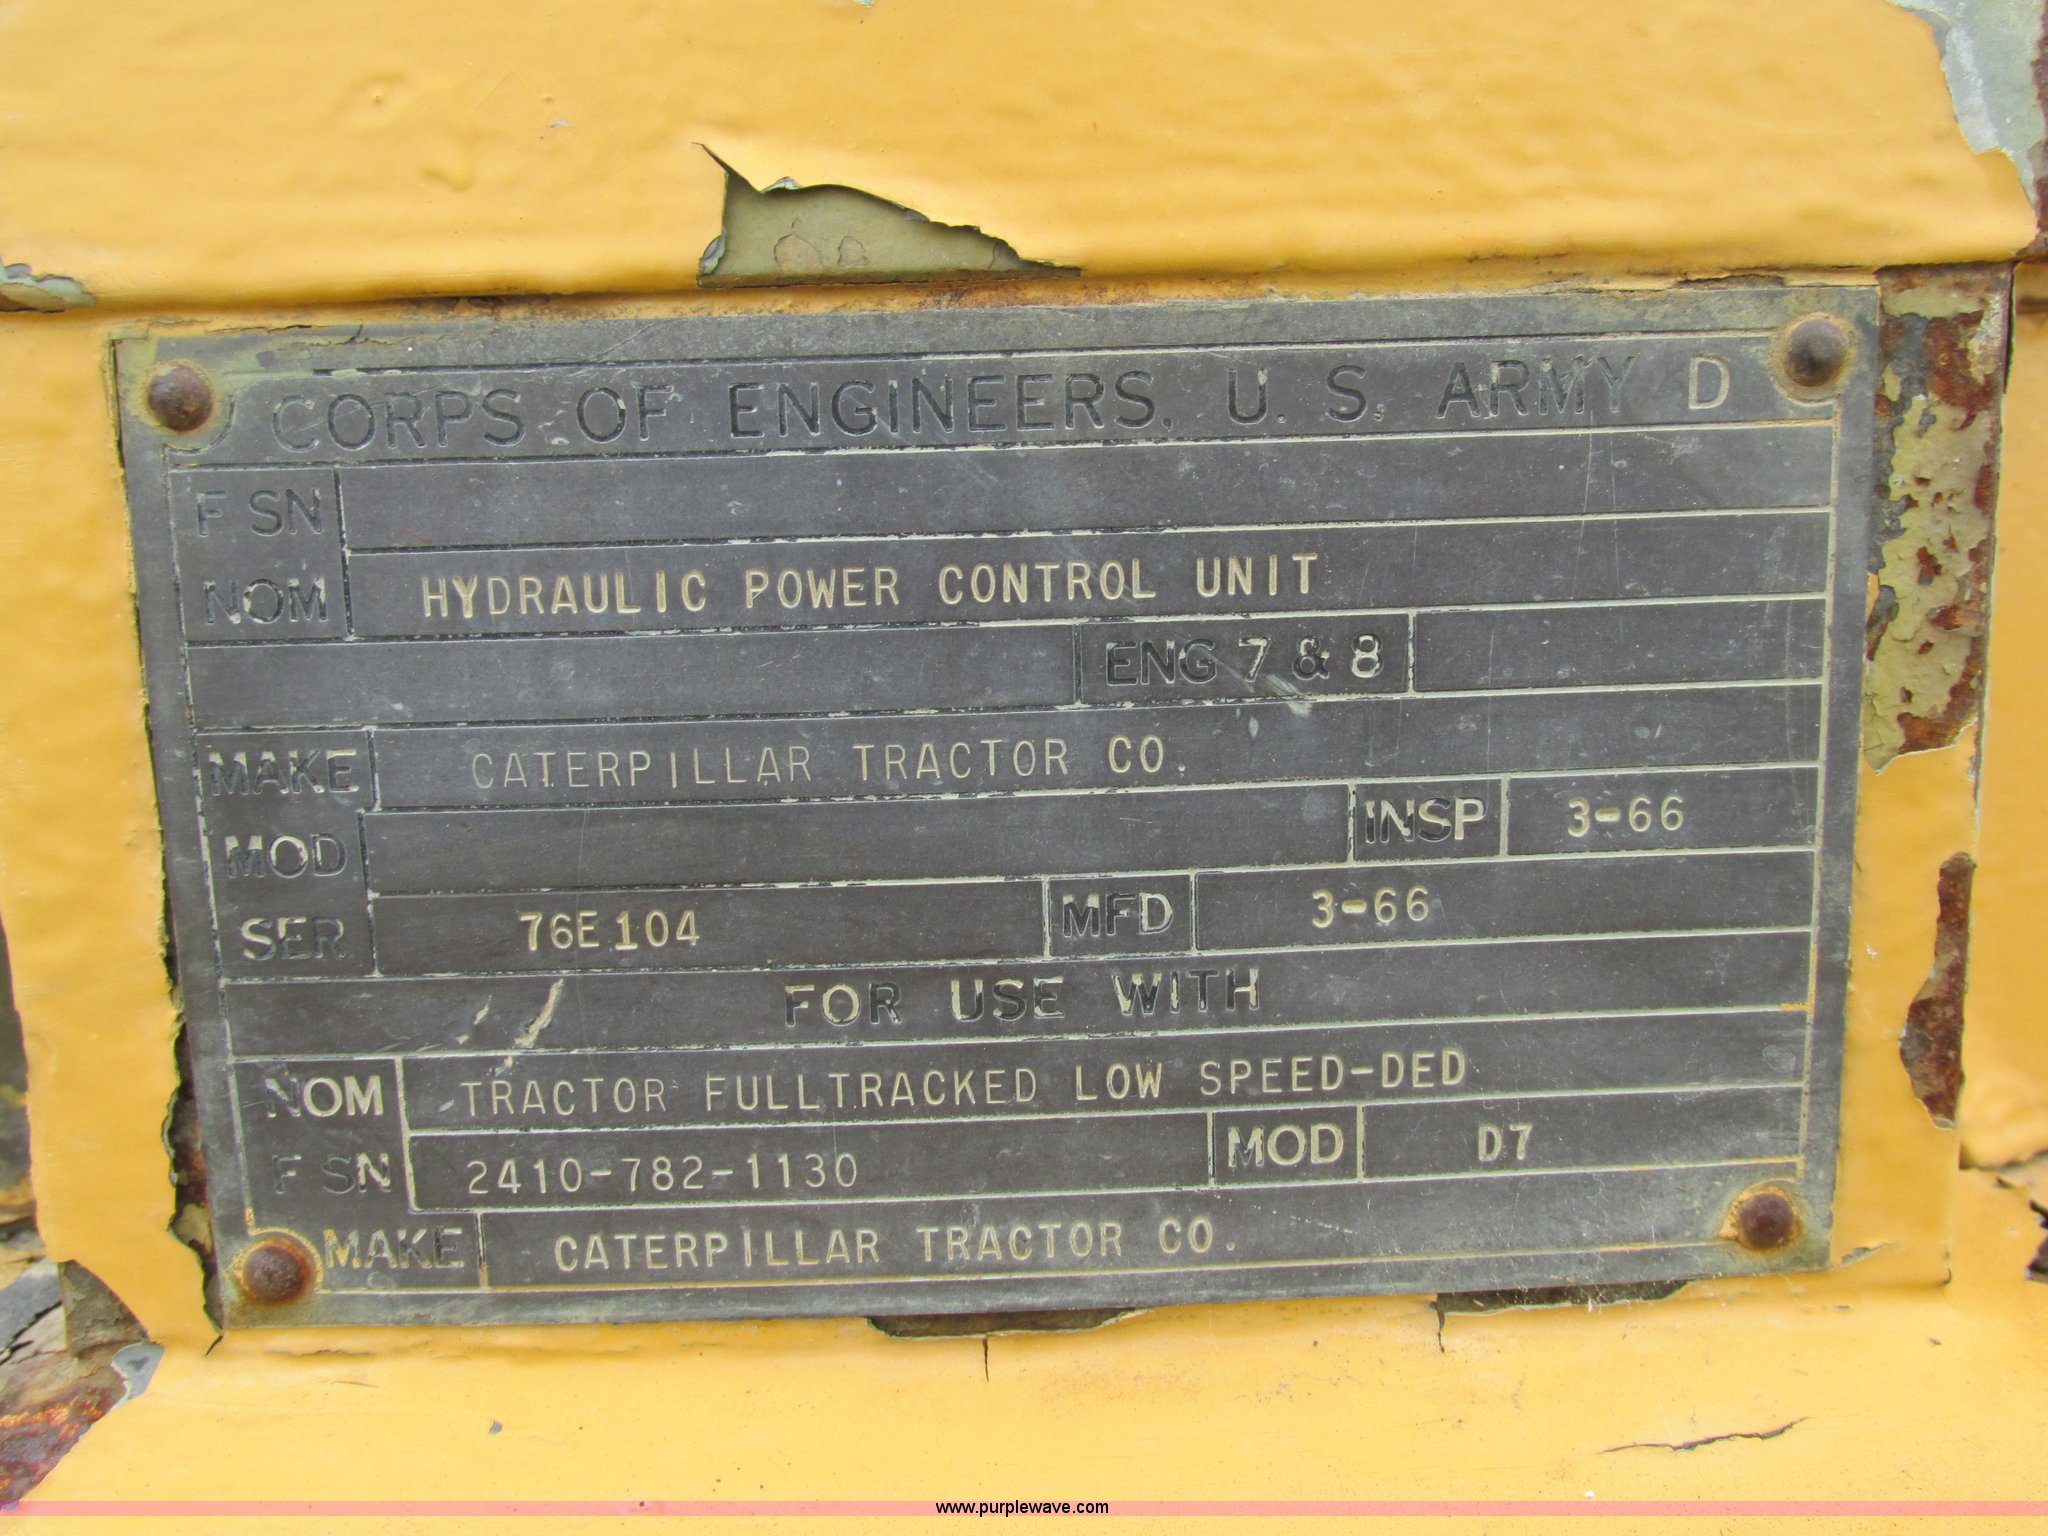 CORPS OF ENGINEERS, U. S. ARMY D
F SN
NOM HYDRAULIC POWER CONTROL UNIT
ENG 7 & 8
MAKE CATERPILLAR TRACTOR CO.
MOD INSP 3-66
SER 76E104 MFD 3-66
FOR USE WITH
NOM TRACTOR FULLTRACKED LOW SPEED-DED
F SN 2410-782-1130 MOD D7
MAKE CATERPILLAR TRACTOR CO.
www.purplewave.com